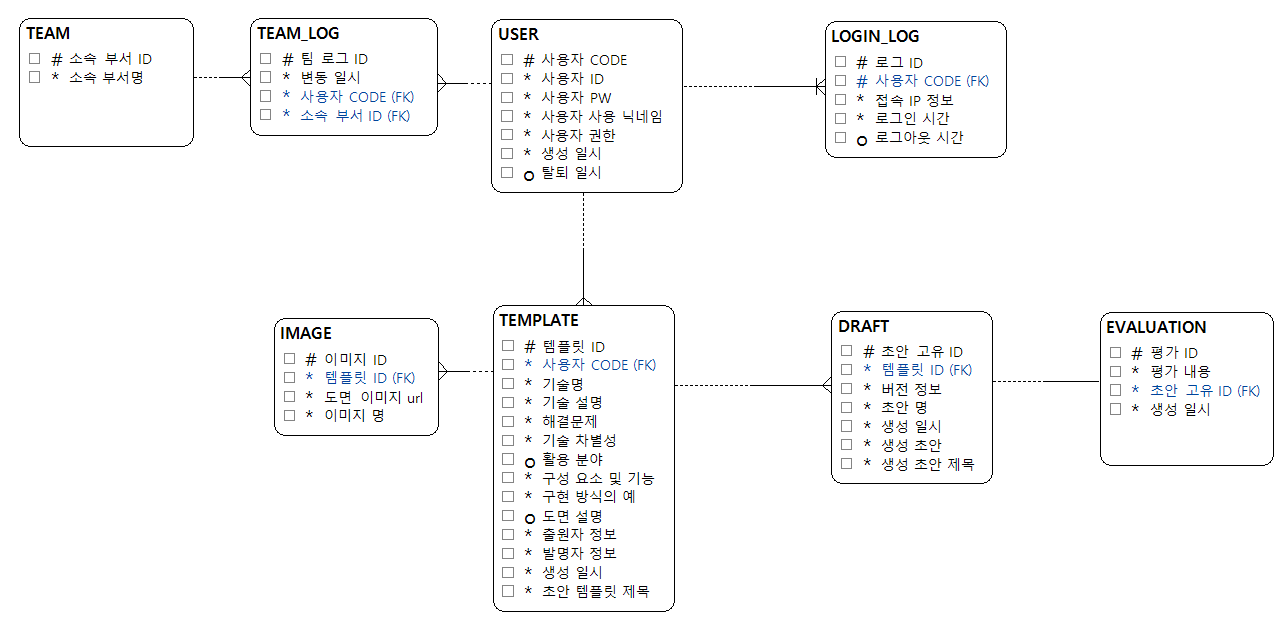 TEAM
# 소속 부서 ID
* 소속 부서명
TEAM_LOG
# 팀 로그 ID
* 변동 일시
* 사용자 CODE (FK)
* 소속 부서 ID (FK)
USER
# 사용자 CODE
* 사용자 ID
* 사용자 PW
* 사용자 사용 닉네임
* 사용자 권한
* 생성 일시
o 탈퇴 일시
LOGIN_LOG
# 로그 ID
# 사용자 CODE (FK)
* 접속 IP 정보
* 로그인 시간
o 로그아웃 시간
IMAGE
# 이미지 ID
* 템플릿 ID (FK)
* 도면 이미지 url
* 이미지 명
TEMPLATE
# 템플릿 ID
* 사용자 CODE (FK)
* 기술명
* 기술 설명
* 해결문제
* 기술 차별성
o 활용 분야
* 구성 요소 및 기능
* 구현 방식의 예
o 도면 설명
* 출원자 정보
* 발명자 정보
* 생성 일시
* 초안 템플릿 제목
DRAFT
# 초안 고유 ID
* 템플릿 ID (FK)
* 버전 정보
* 초안 명
* 생성 일시
* 생성 초안
* 생성 초안 제목
EVALUATION
# 평가 ID
* 평가 내용
* 초안 고유 ID (FK)
* 생성 일시